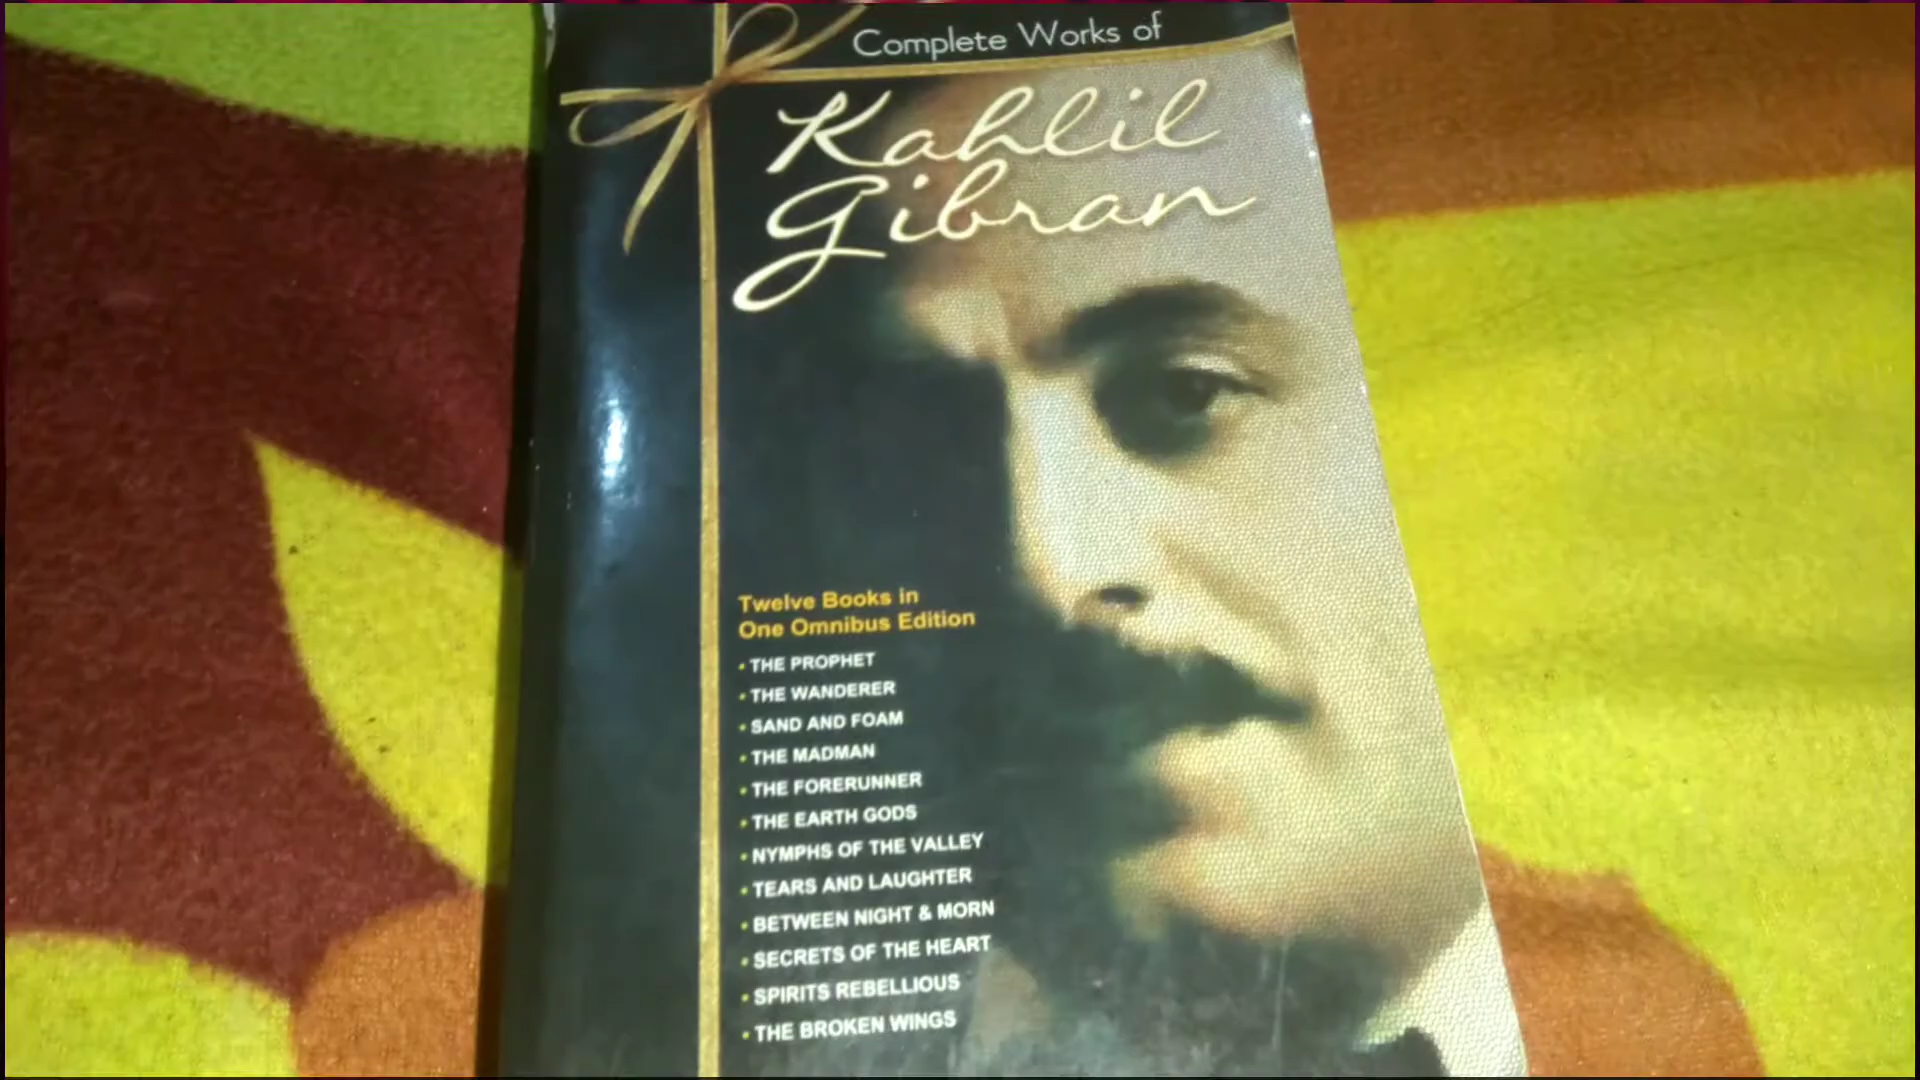 Complete Works of
Kahlil
Gibran
Twelve Books in
One Omnibus Edition
• THE PROPHET
• THE WANDERER
• SAND AND FOAM
• THE MADMAN
• THE FORERUNNER
• THE EARTH GODS
• NYMPHS OF THE VALLEY
• TEARS AND LAUGHTER
• BETWEEN NIGHT & MORN
• SECRETS OF THE HEART
• SPIRITS REBELLIOUS
• THE BROKEN WINGS